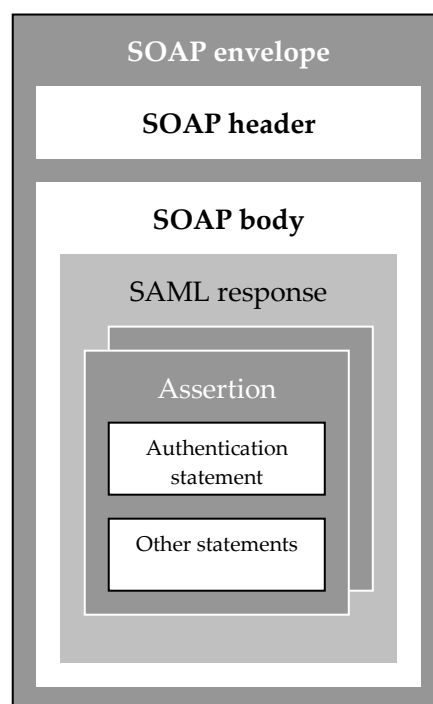 SOAP envelope
SOAP header
SOAP body
SAML response
Assertion
Authentication
statement
Other statements